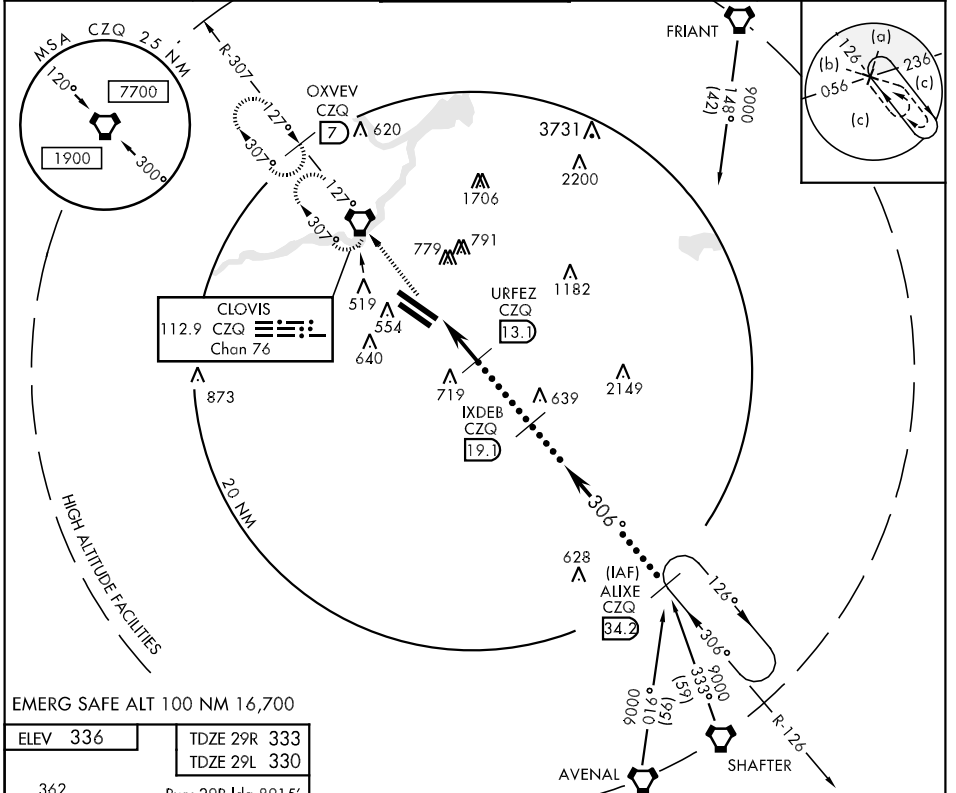 MSA CZQ 25 NM
120°
7700
1900
300°
R-307
OXVEV
CZQ
7
127°
307°
127°
307°
620
3731
2200
1706
779
791
1182
519
554
640
719
639
2149
873
628
FRIANT
9000
148°
(42)
(a)
126
(b)
236
(c)
056
(c)
CLOVIS
112.9 CZQ
Chan 76
URFEZ
CZQ
13.1
IXDEB
CZQ
19.1
20 NM
HIGH ALTITUDE FACILITIES
306°
(IAF)
ALIXE
CZQ
34.2
126°
306°
9000
333°
(59)
9000
016°
(56)
R-126
SHAFTER
AVENAL
EMERG SAFE ALT 100 NM 16,700
ELEV 336
TDZE 29R 333
TDZE 29L 330
362